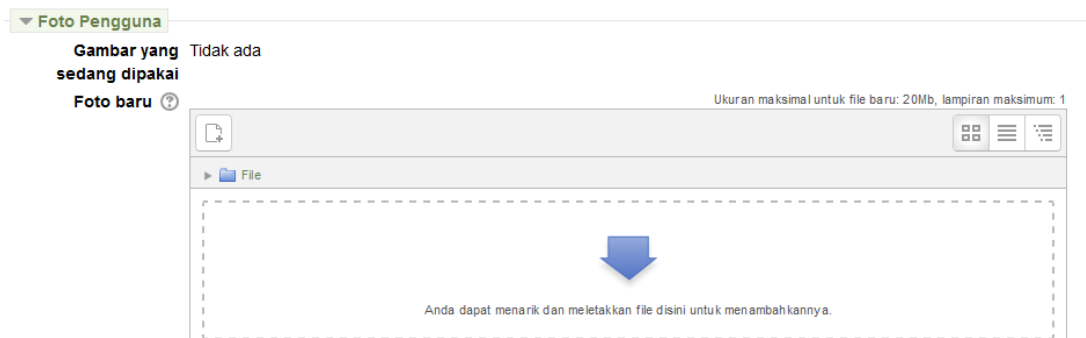 Foto Pengguna
Gambar yang Tidak ada
sedang dipakai
Foto baru
Ukuran maksimal untuk file baru: 20Mb, lampiran maksimum: 1
File
Anda dapat menarik dan meletakkan file disini untuk menambahkannya.